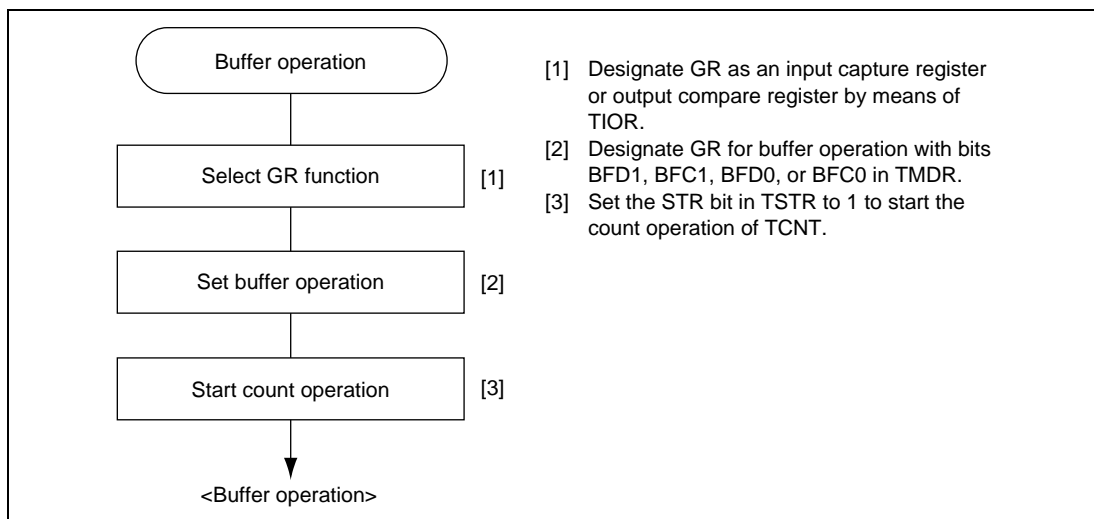 Buffer operation
Select GR function
[1]
Set buffer operation
[2]
Start count operation
[3]
<Buffer operation>
[1] Designate GR as an input capture register
or output compare register by means of
TIOR.
[2] Designate GR for buffer operation with bits
BFD1, BFC1, BFD0, or BFC0 in TMDR.
[3] Set the STR bit in TSTR to 1 to start the
count operation of TCNT.